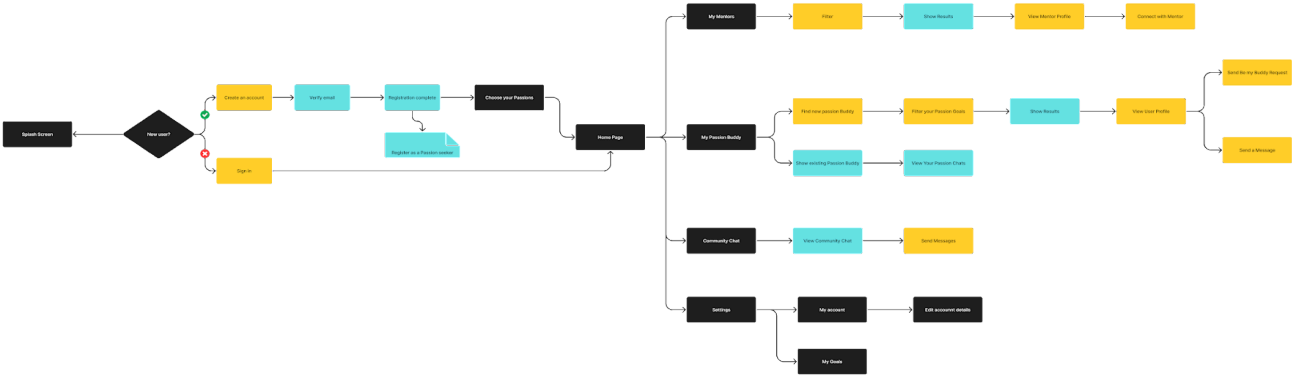 My Mentors
Filter
Show Results
View Mentor Profile
Connect with Mentor
Send Be my Buddy Request
Create an account
Verify email
Registration complete
Choose your Passions
Find new passion Buddy
Filter your Passion Goals
Show Results
View User Profile
Splash Screen
New user?
Home Page
My Passion Buddy
Register as a Passion seeker
Send a Message
Sign in
Show existing Passion Buddy
View Your Passion Chats
Community Chat
View Community Chat
Send Messages
Settings
My account
Edit account details
My Goals